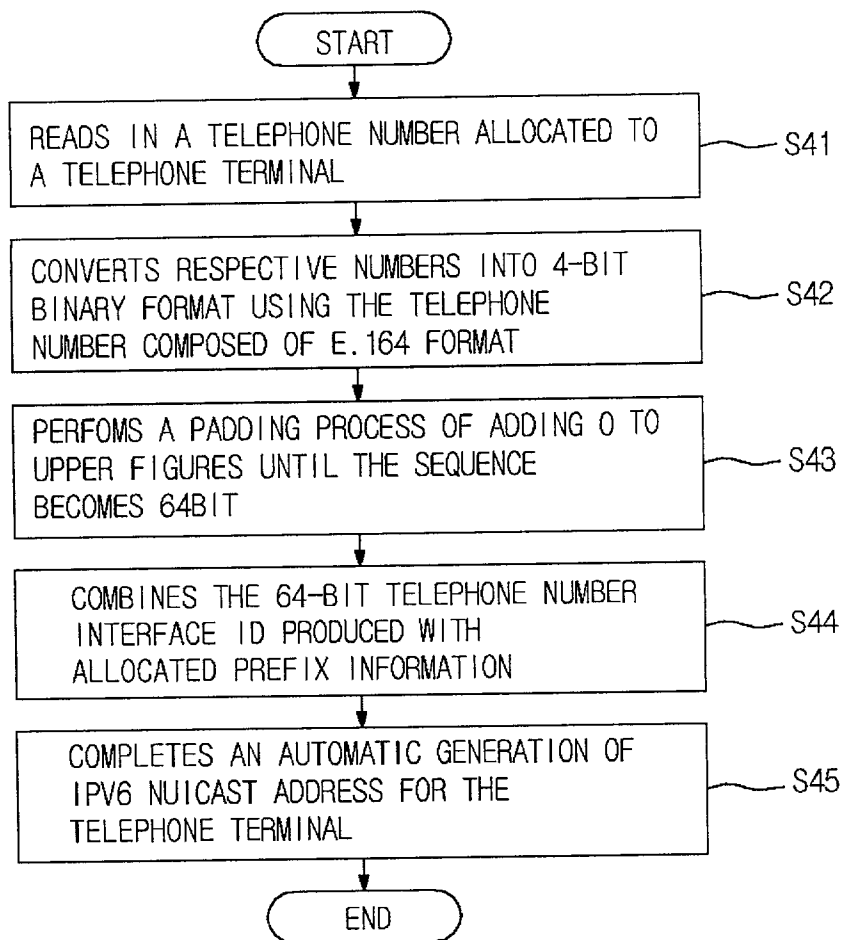 START
READS IN A TELEPHONE NUMBER ALLOCATED TO
A TELEPHONE TERMINAL
S41
CONVERTS RESPECTIVE NUMBERS INTO 4-BIT
BINARY FORMAT USING THE TELEPHONE
NUMBER COMPOSED OF E.164 FORMAT
S42
PERFOMS A PADDING PROCESS OF ADDING 0 TO
UPPER FIGURES UNTIL THE SEQUENCE
BECOMES 64BIT
S43
COMBINES THE 64-BIT TELEPHONE NUMBER
INTERFACE ID PRODUCED WITH
ALLOCATED PREFIX INFORMATION
S44
COMPLETES AN AUTOMATIC GENERATION OF
IPV6 NUICAST ADDRESS FOR THE
TELEPHONE TERMINAL
S45
END